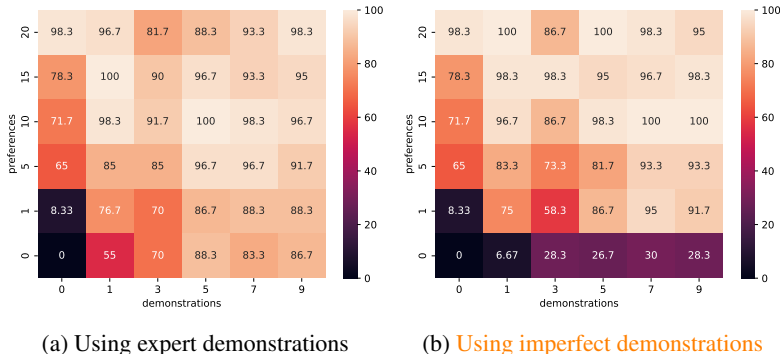 20 98.3 96.7 81.7 88.3 93.3 98.3
15 78.3 100 90 96.7 93.3 95
10 71.7 98.3 91.7 100 98.3 96.7
5 65 85 85 96.7 96.7 91.7
1 8.33 76.7 70 86.7 88.3 88.3
0 0 55 70 88.3 83.3 86.7
0 1 3 5 7 9
preferences
demonstrations
100
80
60
40
20
0
(a) Using expert demonstrations
20 98.3 100 86.7 100 98.3 95
15 78.3 98.3 98.3 95 96.7 98.3
10 71.7 96.7 86.7 98.3 100 100
5 65 83.3 73.3 81.7 93.3 93.3
1 8.33 75 58.3 86.7 95 91.7
0 0 6.67 28.3 26.7 30 28.3
0 1 3 5 7 9
preferences
demonstrations
100
80
60
40
20
0
(b) Using imperfect demonstrations